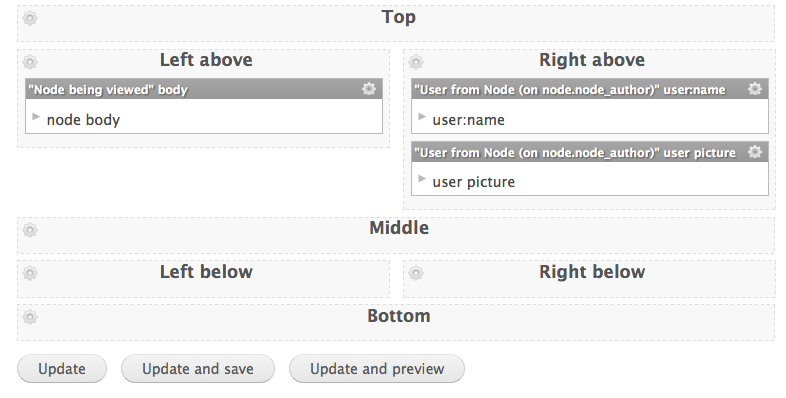 Top
Left above
"Node being viewed" body
node body
Right above
"User from Node (on node.node_author)" user:name
user:name
"User from Node (on node.node_author)" user picture
user picture
Middle
Left below
Right below
Bottom
Update
Update and save
Update and preview